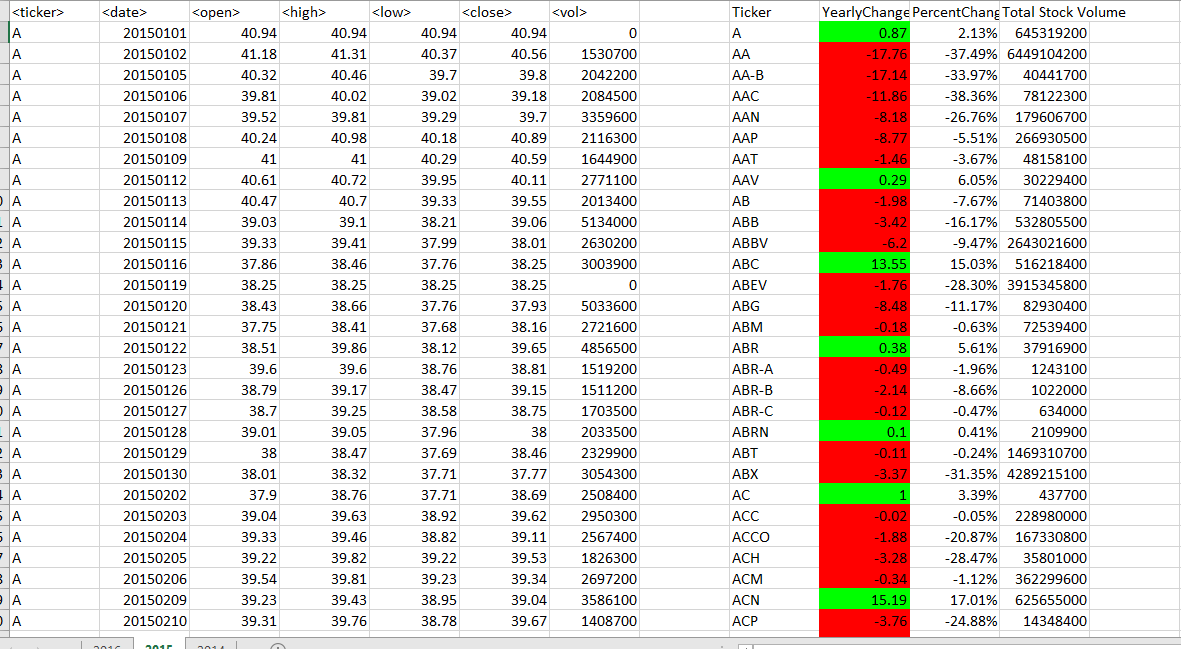 <ticker> <date> <open> <high> <low> <close> <vol> Ticker YearlyChange PercentChang Total Stock Volume
A 20150101 40.94 40.94 40.94 40.94 0 A 0.87 2.13% 645319200
A 20150102 41.18 41.31 40.37 40.56 1530700 AA -17.76 -37.49% 6449104200
A 20150105 40.32 40.46 39.7 39.8 2042200 AA-B -17.14 -33.97% 40441700
A 20150106 39.81 40.02 39.02 39.18 2084500 AAC -11.86 -38.36% 78122300
A 20150107 39.52 39.81 39.29 39.7 3359600 AAN -8.18 -26.76% 179606700
A 20150108 40.24 40.98 40.18 40.89 2116300 AAP -8.77 -5.51% 266930500
A 20150109 41 41 40.29 40.59 1644900 AAT -1.46 -3.67% 48158100
A 20150112 40.61 40.72 39.95 40.11 2771100 AAV 0.29 6.05% 30229400
A 20150113 40.47 40.7 39.33 39.55 2013400 AB -1.98 -7.67% 71403800
A 20150114 39.03 39.1 38.21 39.06 5134000 ABB -3.42 -16.17% 532805500
A 20150115 39.33 39.41 37.99 38.01 2630200 ABBV -6.2 -9.47% 2643021600
A 20150116 37.86 38.46 37.76 38.25 3003900 ABC 13.55 15.03% 516218400
A 20150119 38.25 38.25 38.25 38.25 0 ABEV -1.76 -28.30% 3915345800
A 20150120 38.43 38.66 37.76 37.93 5033600 ABG -8.48 -11.17% 82930400
A 20150121 37.75 38.41 37.68 38.16 2721600 ABM -0.18 -0.63% 72539400
A 20150122 38.51 39.86 38.12 39.65 4856500 ABR 0.38 5.61% 37916900
A 20150123 39.6 39.6 38.76 38.81 1519200 ABR-A -0.49 -1.96% 1243100
A 20150126 38.79 39.17 38.47 39.15 1511200 ABR-B -2.14 -8.66% 1022000
A 20150127 38.7 39.25 38.58 38.75 1703500 ABR-C -0.12 -0.47% 634000
A 20150128 39.01 39.05 37.96 38 2033500 ABRN 0.1 0.41% 2109900
A 20150129 38 38.47 37.69 38.46 2329900 ABT -0.11 -0.24% 1469310700
A 20150130 38.01 38.32 37.71 37.77 3054300 ABX -3.37 -31.35% 4289215100
A 20150202 37.9 38.76 37.71 38.69 2508400 AC 1 3.39% 437700
A 20150203 39.04 39.63 38.92 39.62 2950300 ACC -0.02 -0.05% 228980000
A 20150204 39.33 39.46 38.82 39.11 2567400 ACCO -1.88 -20.87% 167330800
A 20150205 39.22 39.82 39.22 39.53 1826300 ACH -3.28 -28.47% 35801000
A 20150206 39.54 39.81 39.23 39.34 2697200 ACM -0.34 -1.12% 362299600
A 20150209 39.23 39.43 38.95 39.04 3586100 ACN 15.19 17.01% 625655000
A 20150210 39.31 39.76 38.78 39.67 1408700 ACP -3.76 -24.88% 14348400
2016 2015 2014